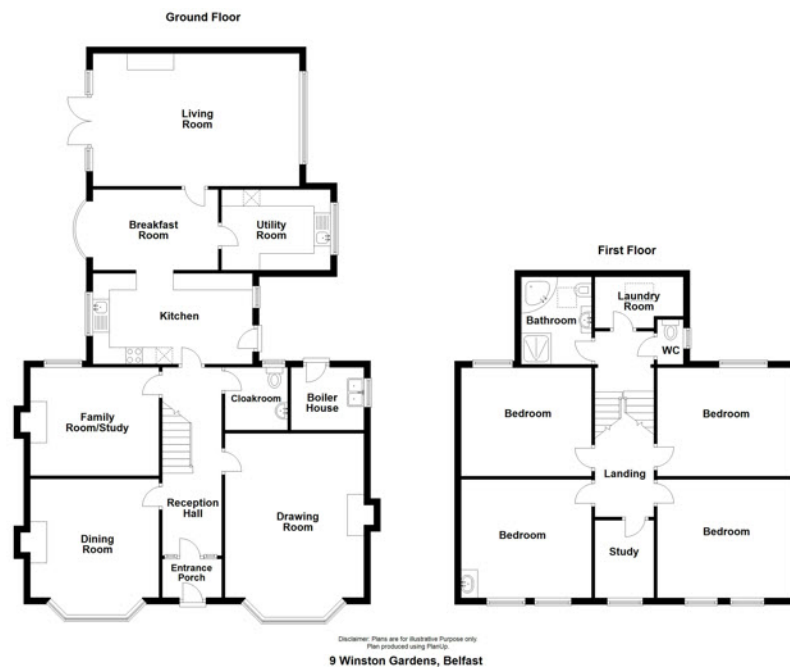 Ground Floor
Living
Room
Breakfast
Room
Utility
Room
Kitchen
Family
Room/Study
Cloakroom
Boiler
House
Reception
Hall
Drawing
Room
Dining
Room
Entrance
Porch
First Floor
Laundry
Room
Bathroom
WC
Bedroom
Bedroom
Landing
Bedroom
Bedroom
Study
Disclaimer: Plans are for Illustrative Purpose only.
Plan produced using PlanUp.
9 Winston Gardens, Belfast